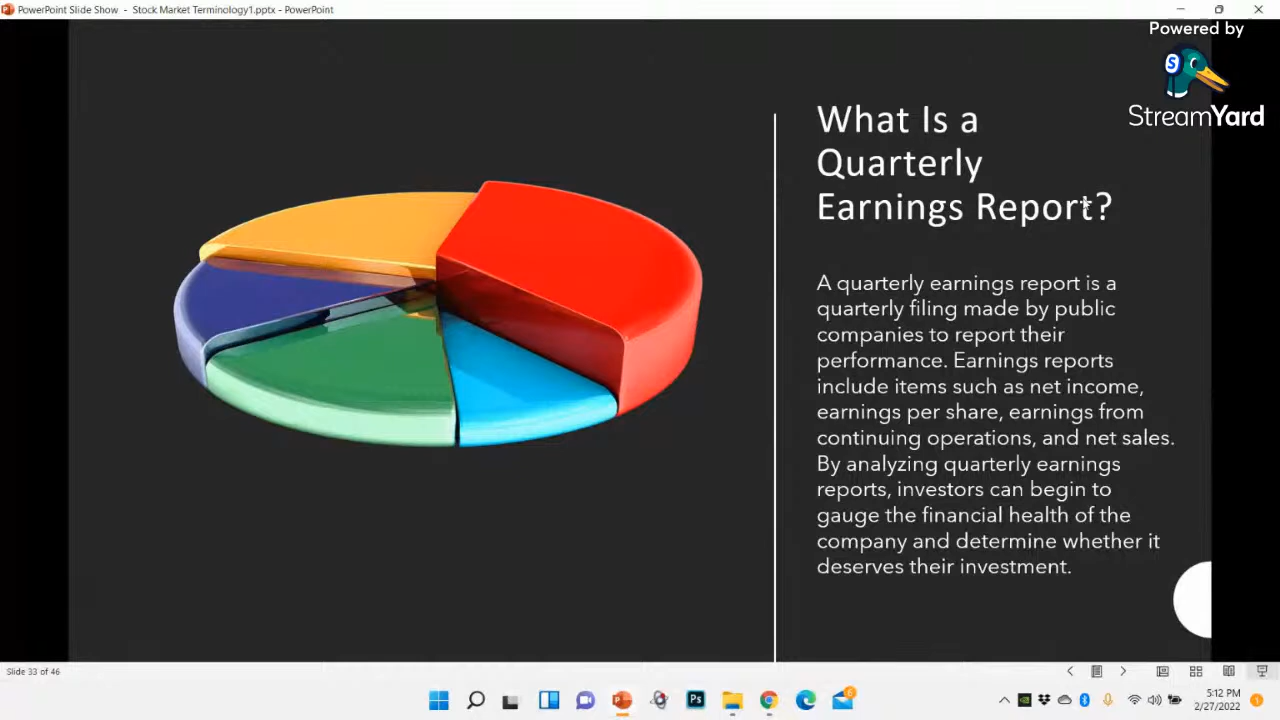 PowerPoint Slide Show - Stock Market Terminology1.pptx - PowerPoint
Powered by
S
StreamYard
What Is a
Quarterly
Earnings Report?
A quarterly earnings report is a
quarterly filing made by public
companies to report their
performance. Earnings reports
include items such as net income,
earnings per share, earnings from
continuing operations, and net sales.
By analyzing quarterly earnings
reports, investors can begin to
gauge the financial health of the
company and determine whether it
deserves their investment.
Slide 33 of 46
Ps
6
5:12 PM
2/27/2022
1